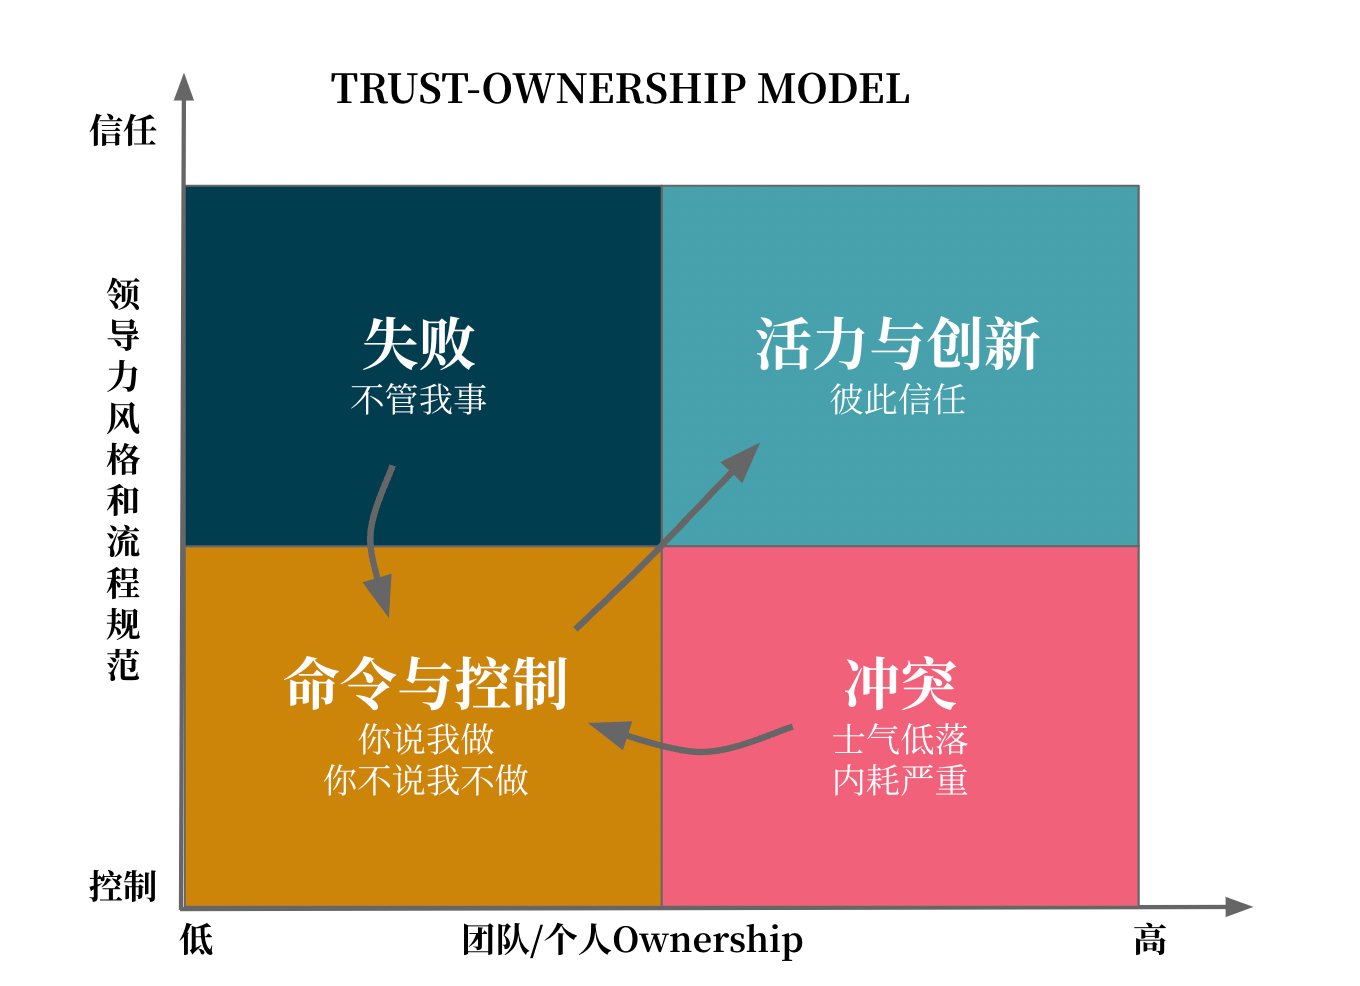 TRUST-OWNERSHIP MODEL
信任
领导力风格和流程规范
控制
失败
不管我事
活力与创新
彼此信任
命令与控制
你说我做
你不说我不做
冲突
士气低落
内耗严重
低
团队/个人Ownership
高